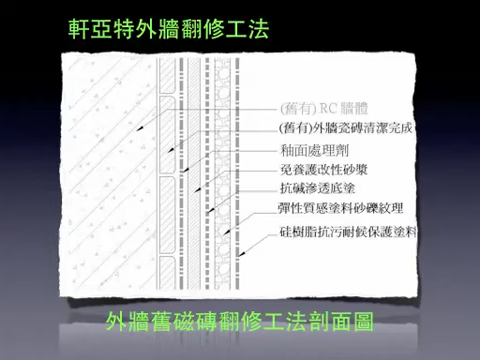 軒亞特外牆翻修工法
(舊有) RC 牆體
(舊有)外牆瓷磚清潔完成
釉面處理劑
免養護改性砂漿
抗碱滲透底塗
彈性質感塗料砂礫紋理
硅樹脂抗污耐候保護塗料
外牆舊磁磚翻修工法剖面圖